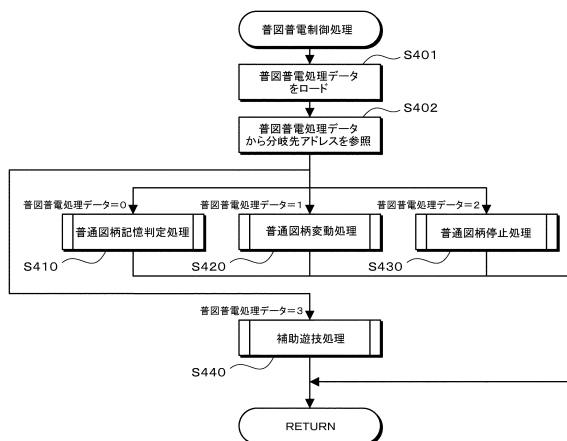 普図普電制御処理
S401
普図普電処理データ
をロード
S402
普図普電処理データ
から分岐先アドレスを参照
普図普電処理データ=0
普図普電処理データ=1
普図普電処理データ=2
普通図柄記憶判定処理
普通図柄変動処理
普通図柄停止処理
S410
S420
S430
普図普電処理データ=3
補助遊技処理
S440
RETURN